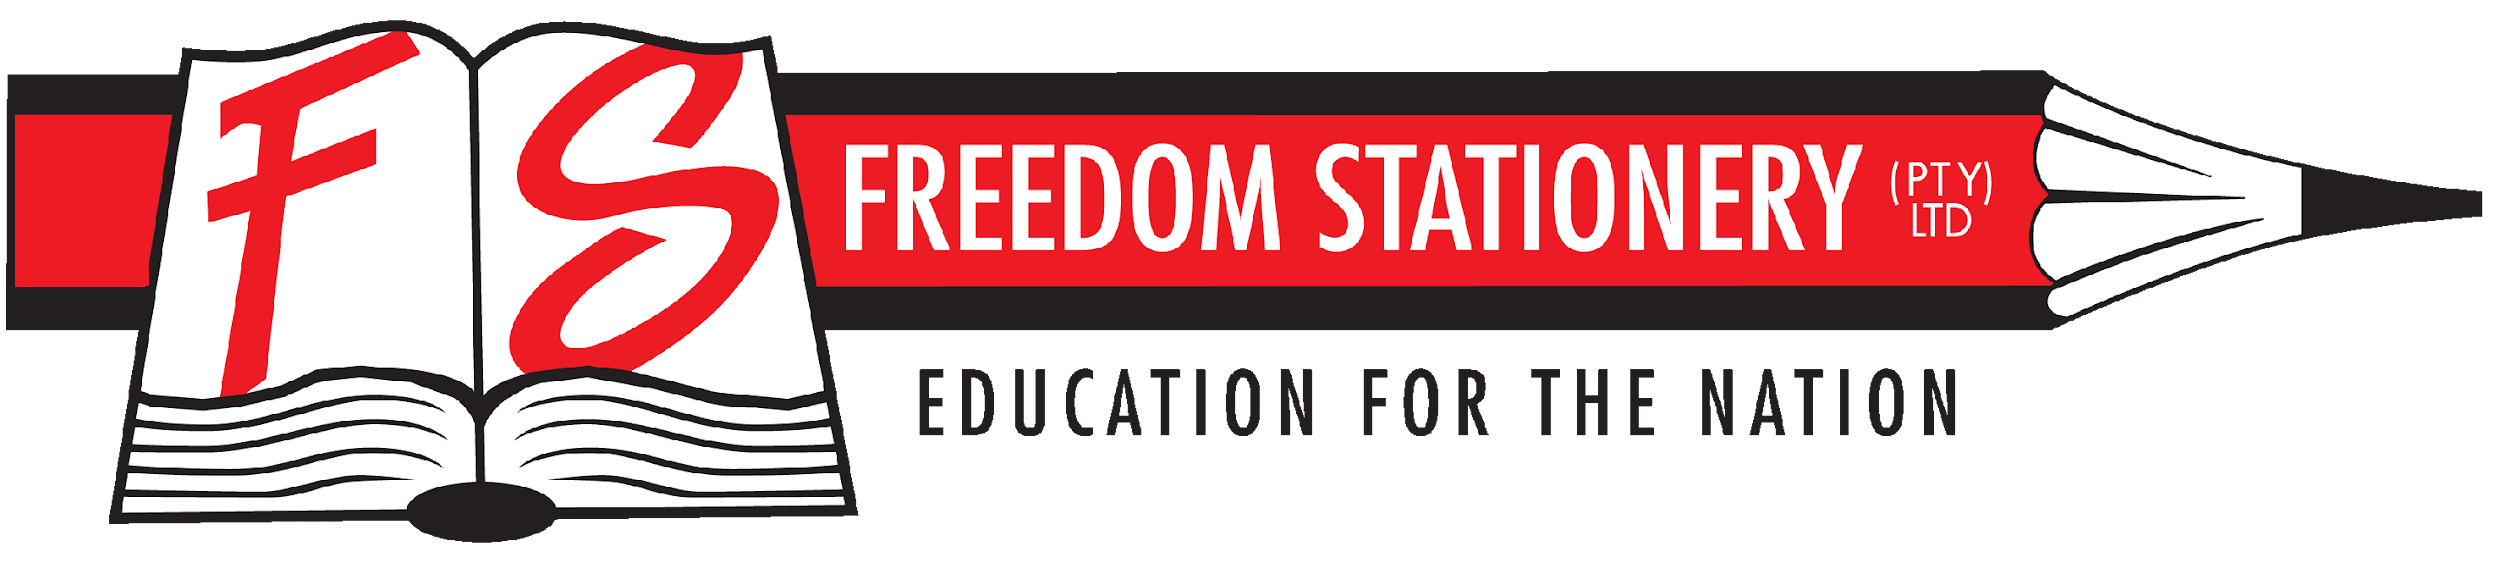 FS
FREEDOM STATIONERY (PTY) LTD
EDUCATION FOR THE NATION